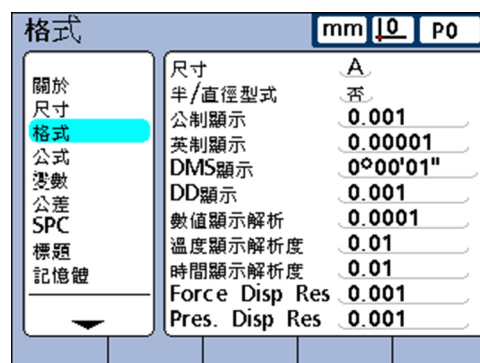 格式 mm 0 P0
關於
尺寸
格式
公式
變數
公差
SPC
標題
記憶體
尺寸 A
半/直徑型式 否
公制顯示 0.001
英制顯示 0.00001
DMS顯示 0°00'01"
DD顯示 0.001
數值顯示解析 0.0001
溫度顯示解析度 0.01
時間顯示解析度 0.01
Force Disp Res 0.001
Pres. Disp Res 0.001